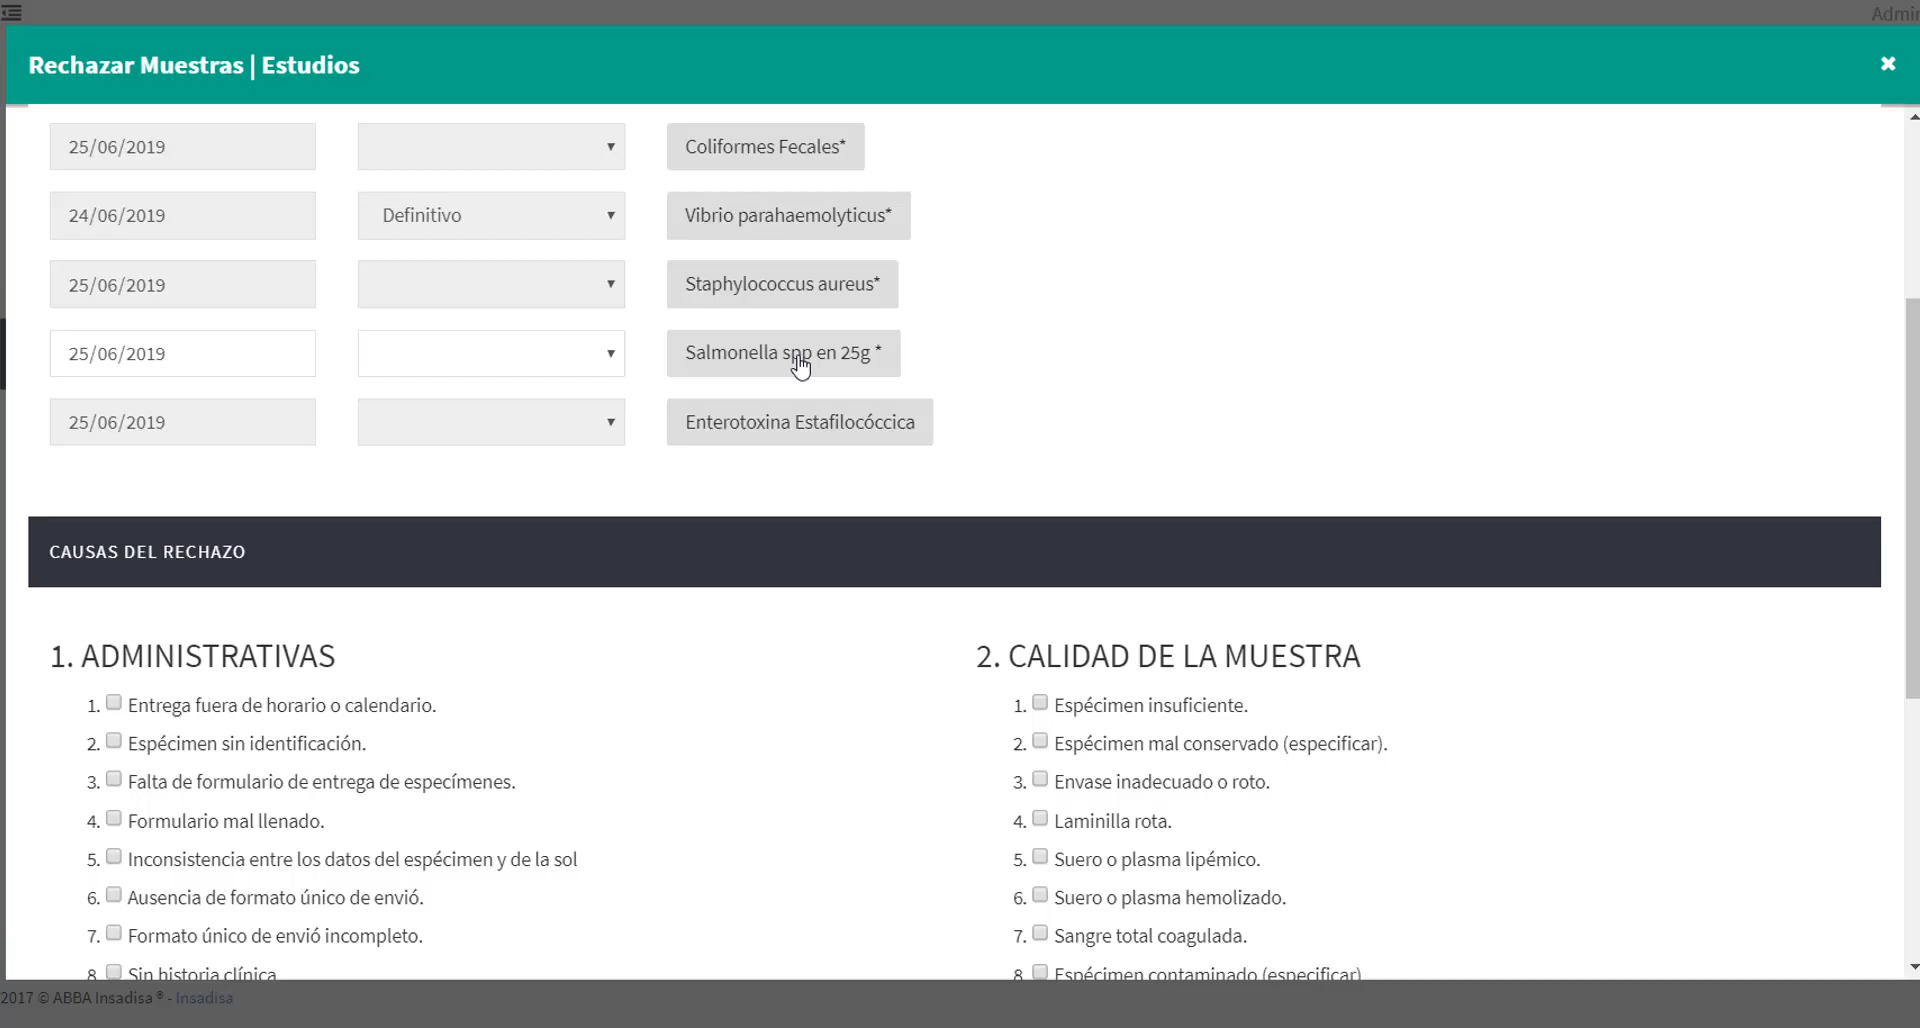 Admin
Rechazar Muestras | Estudios
25/06/2019 Coliformes Fecales*
24/06/2019 Definitivo Vibrio parahaemolyticus*
25/06/2019 Staphylococcus aureus*
25/06/2019 Salmonella spp en 25g *
25/06/2019 Enterotoxina Estafilocóccica
CAUSAS DEL RECHAZO
1. ADMINISTRATIVAS
1. Entrega fuera de horario o calendario.
2. Espécimen sin identificación.
3. Falta de formulario de entrega de especímenes.
4. Formulario mal llenado.
5. Inconsistencia entre los datos del espécimen y de la sol
6. Ausencia de formato único de envió.
7. Formato único de envió incompleto.
8. Sin historia clínica
2. CALIDAD DE LA MUESTRA
1. Espécimen insuficiente.
2. Espécimen mal conservado (especificar).
3. Envase inadecuado o roto.
4. Laminilla rota.
5. Suero o plasma lipémico.
6. Suero o plasma hemolizado.
7. Sangre total coagulada.
8. Espécimen contaminado (especificar)
2017 © ABBA Insadisa ® - Insadisa